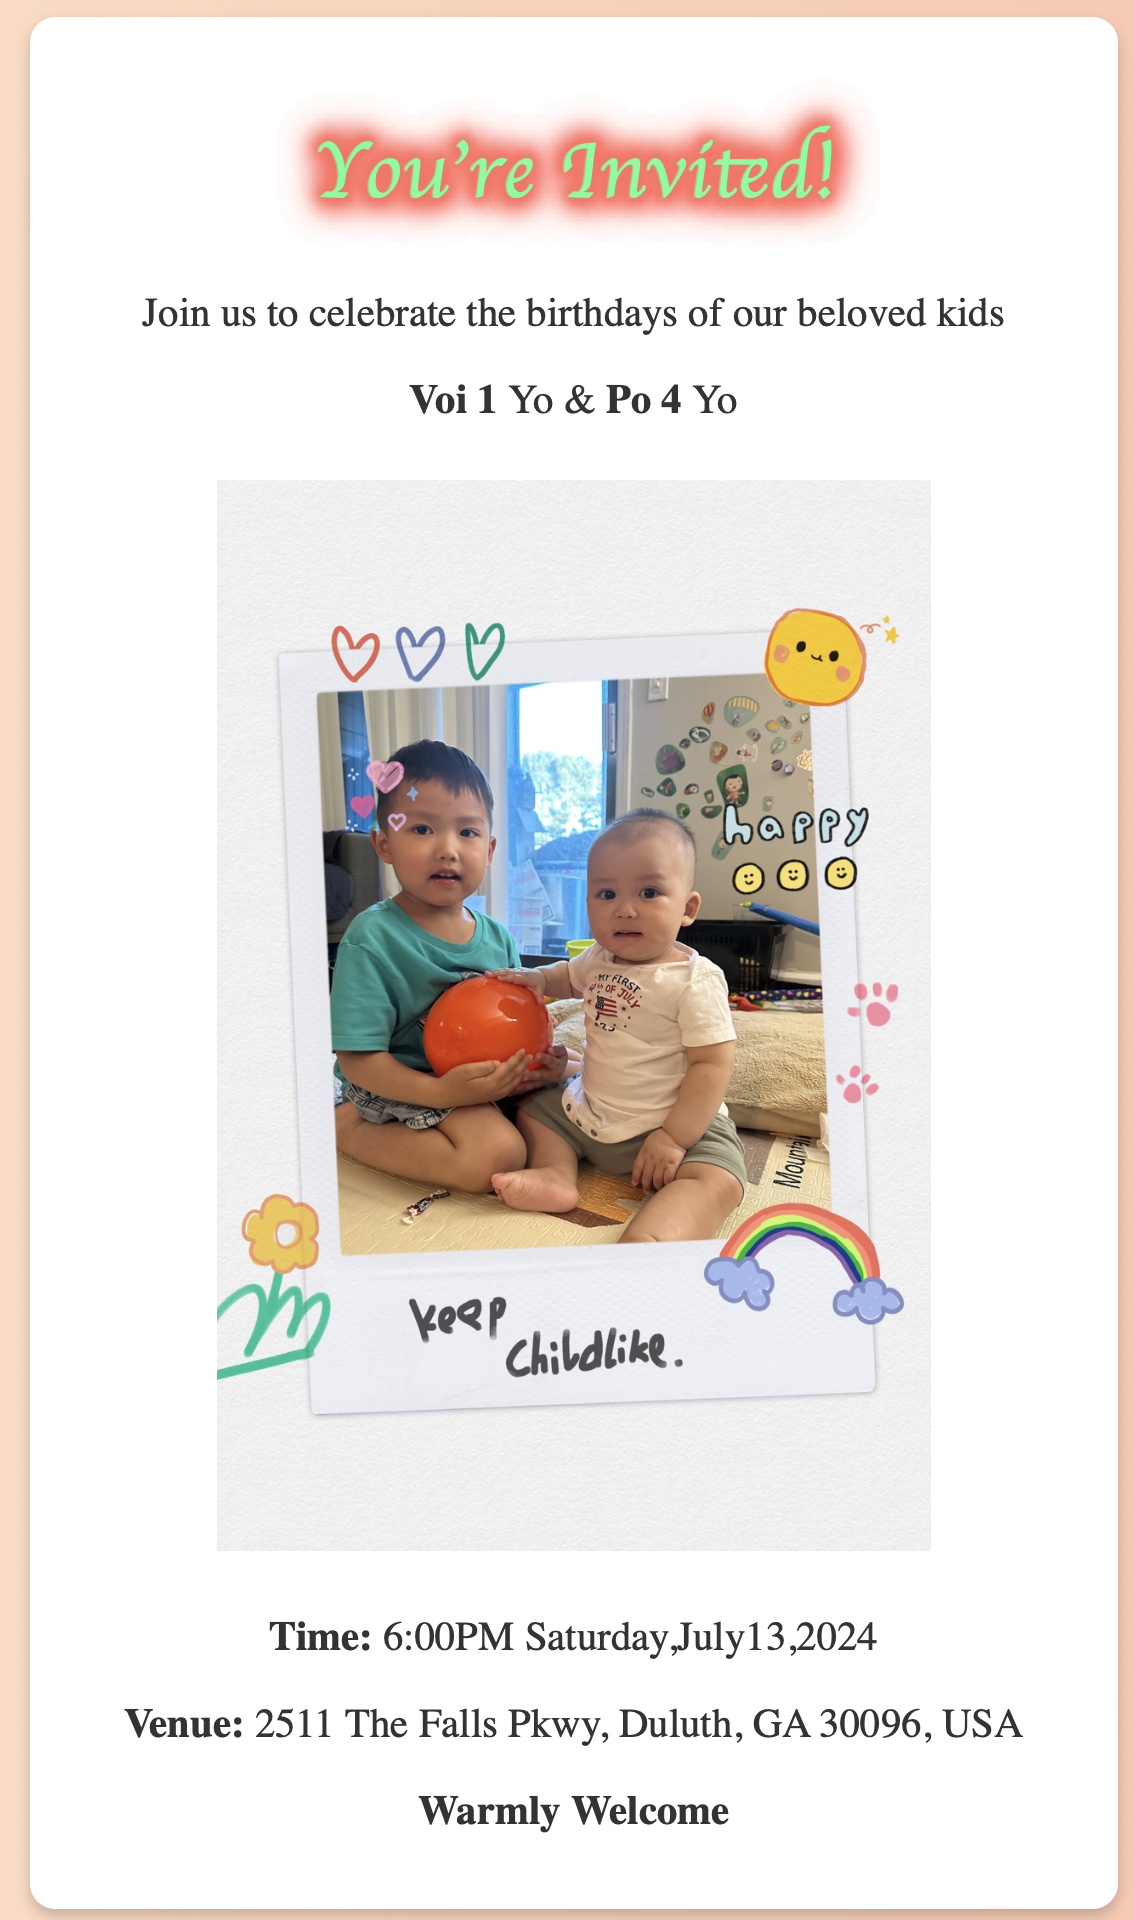 You're Invited!
Join us to celebrate the birthdays of our beloved kids
Voi 1 Yo & Po 4 Yo
happy
MY FIRST
4th OF JULY
Mountain
keep
Childlike.
Time: 6:00PM Saturday,July13,2024
Venue: 2511 The Falls Pkwy, Duluth, GA 30096, USA
Warmly Welcome